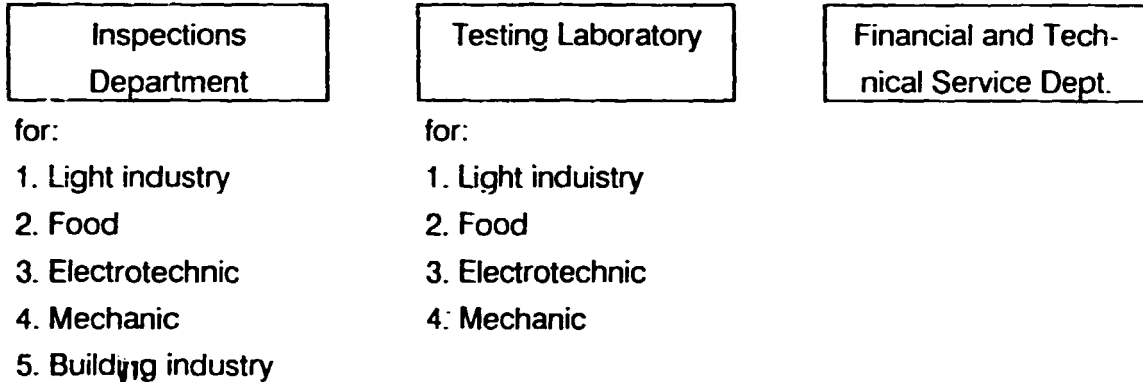 Inspections
Department
for:
1. Light industry
2. Food
3. Electrotechnic
4. Mechanic
5. Building industry
Testing Laboratory
for:
1. Light induistry
2. Food
3. Electrotechnic
4. Mechanic
Financial and Tech-
nical Service Dept.